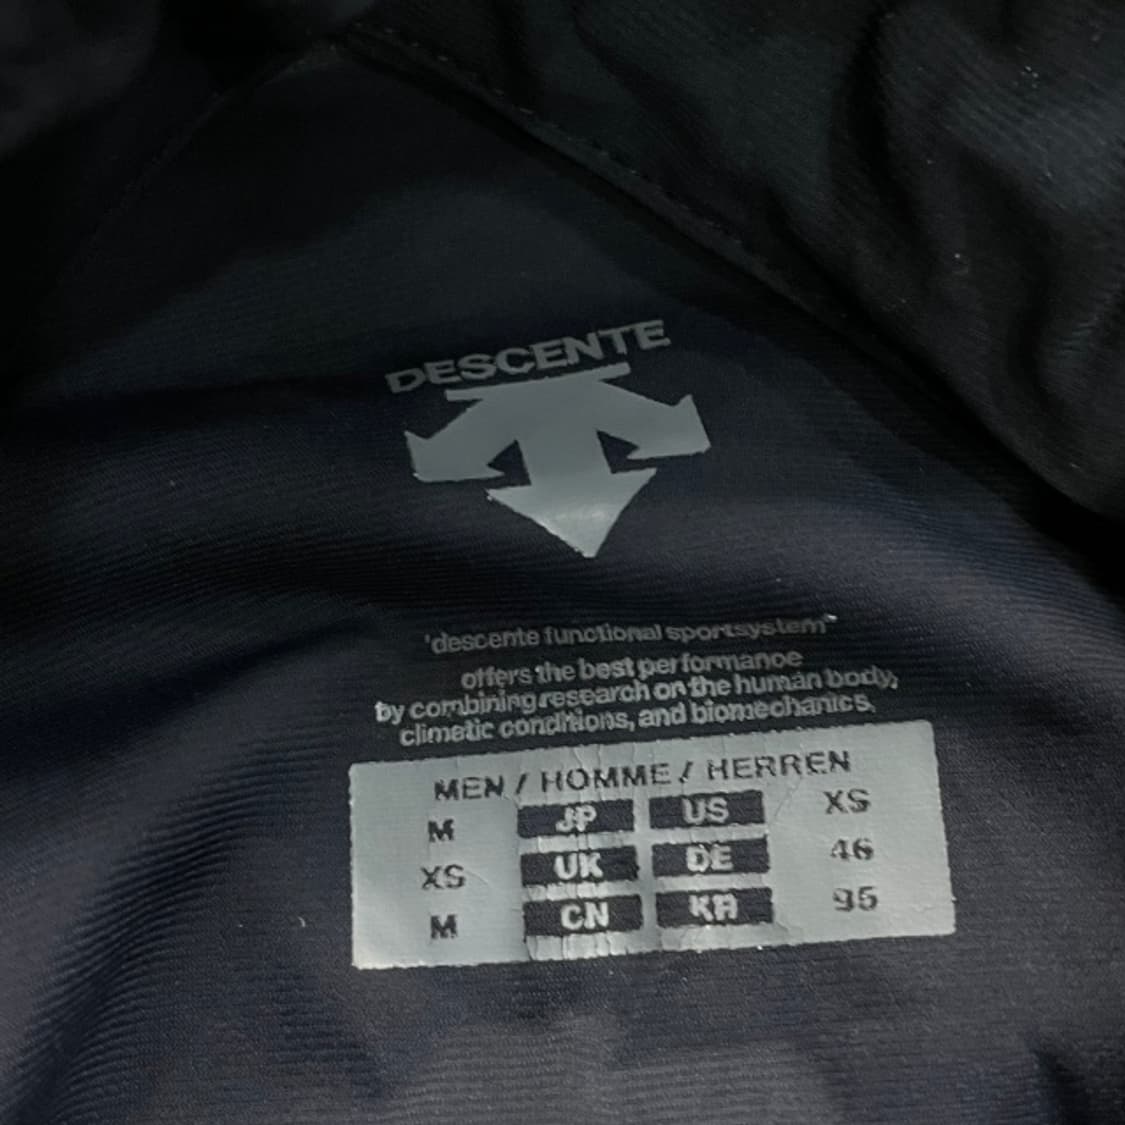 DESCENTE
"descente functional sportsystem"
offers the best performance
by combining research on the human body,
climatic conditions, and biomechanics.
MEN / HOMME / HERREN
M JP US XS
XS UK DE 46
M CN KR 95